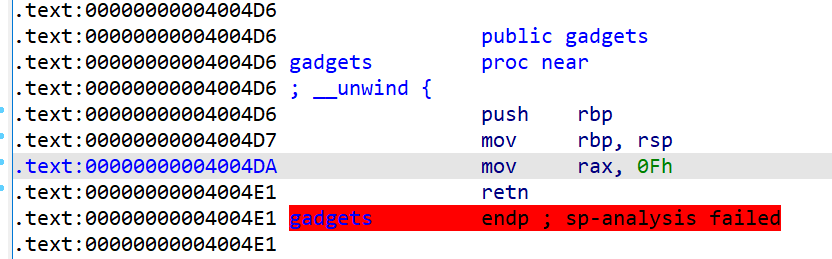 .text:00000000004004D6
.text:00000000004004D6 public gadgets
.text:00000000004004D6 gadgets proc near
.text:00000000004004D6 ; __unwind {
.text:00000000004004D6 push rbp
.text:00000000004004D7 mov rbp, rsp
.text:00000000004004DA mov rax, 0Fh
.text:00000000004004E1 retn
.text:00000000004004E1 gadgets endp ; sp-analysis failed
.text:00000000004004E1